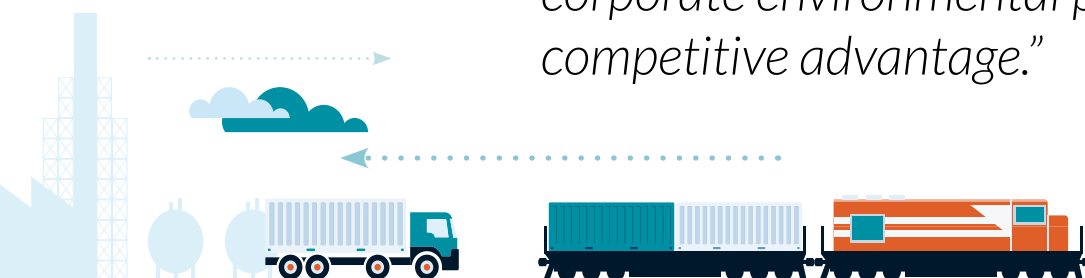 corporate environmental
competitive advantage.”